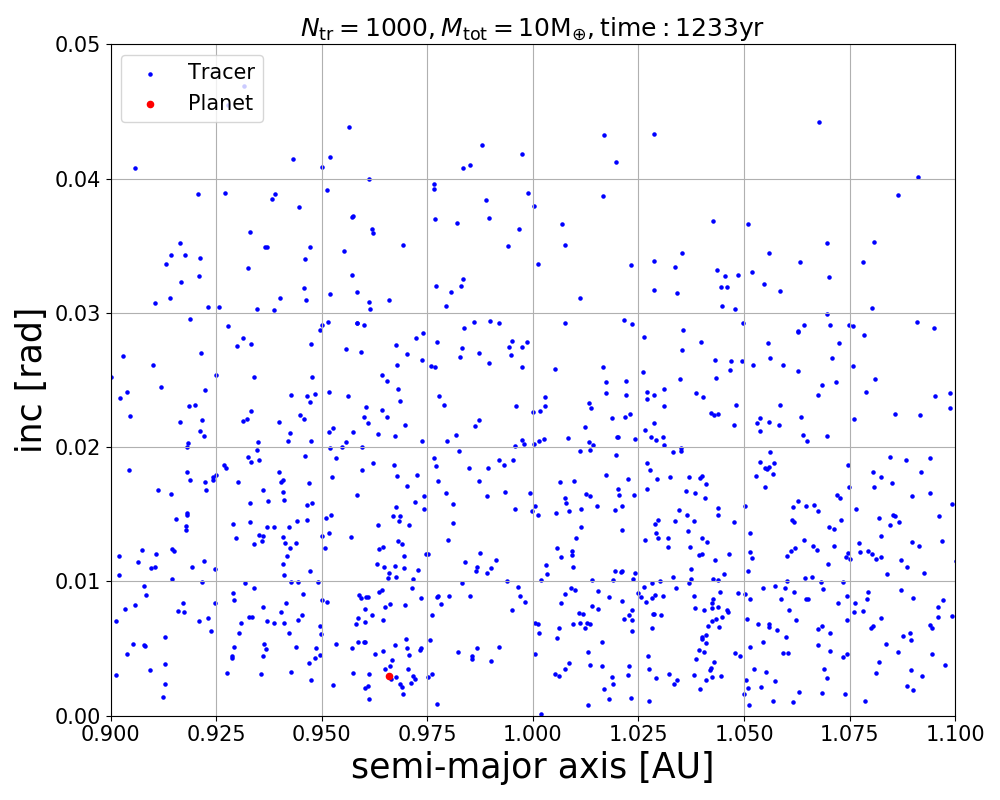 N_tr = 1000, M_tot = 10M_⊕, time : 1233yr
0.05
Tracer
Planet
0.04
0.03
inc [rad]
0.02
0.01
0.00
0.900 0.925 0.950 0.975 1.000 1.025 1.050 1.075 1.100
semi-major axis [AU]